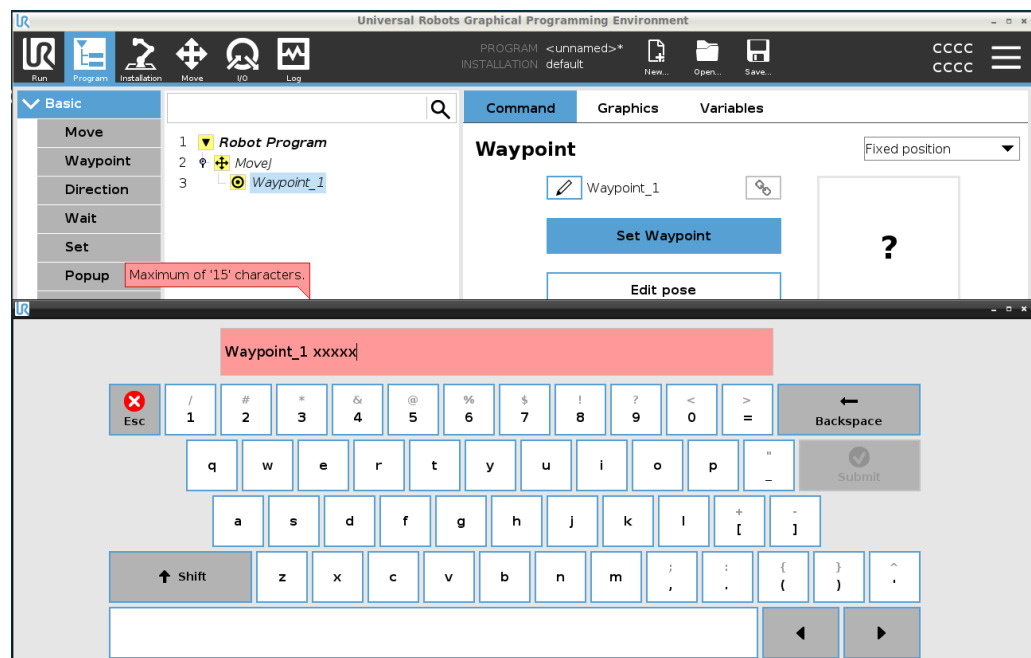 UR
Universal Robots Graphical Programming Environment
UR
Run
Program
Installation
Move
I/O
Log
PROGRAM <unnamed>*
INSTALLATION default
New...
Open...
Save...
CCCC
CCCC
Basic
Move
Waypoint
Direction
Wait
Set
Popup
1 Robot Program
2 MoveJ
3 Waypoint_1
Command Graphics Variables
Waypoint
Fixed position
Waypoint_1
Set Waypoint
?
Edit pose
Maximum of '15' characters.
UR
Waypoint_1 xxxxx
Esc
/ # * & @ % $ ! ? < >
1 2 3 4 5 6 7 8 9 0 =
Backspace
q w e r t y u i o p " _
Submit
a s d f g h j k l + [ - ]
Shift z x c v b n m ; , : . { ( } ) ^ '